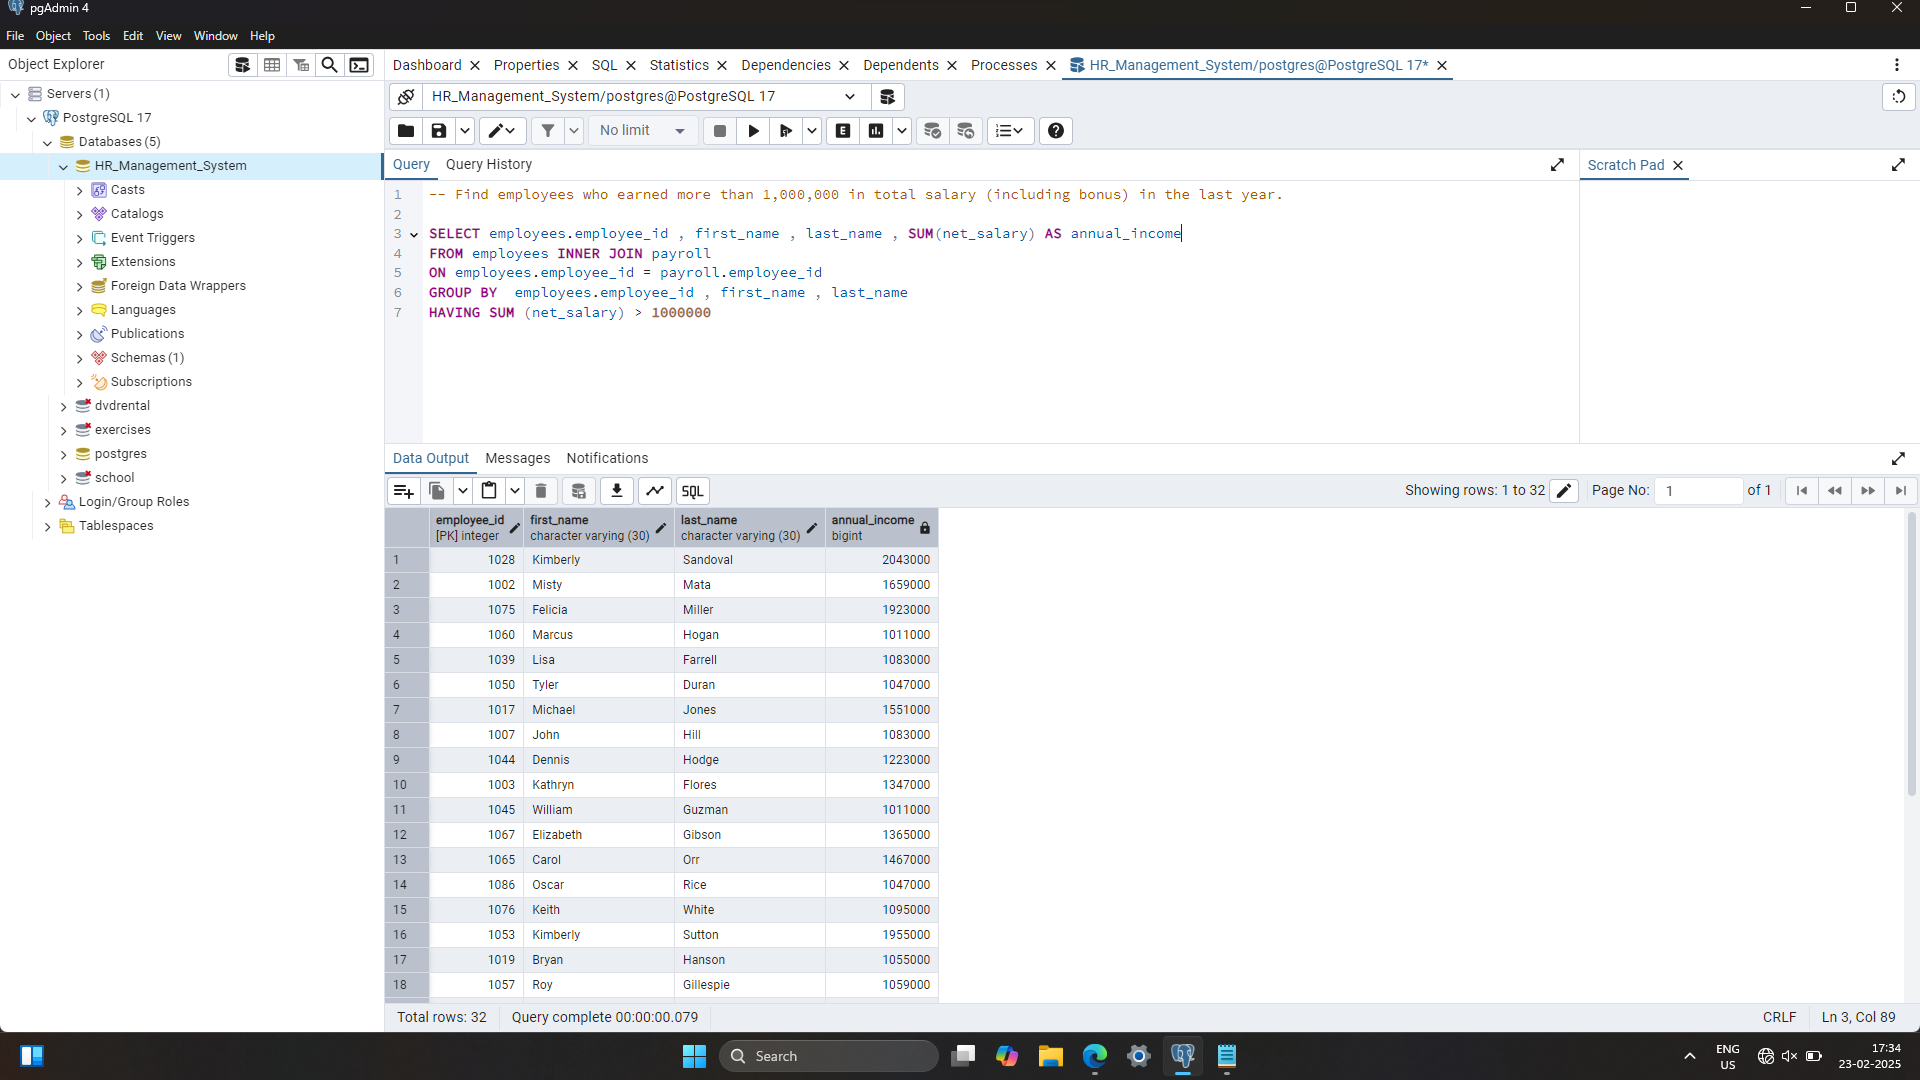 pgAdmin 4
File Object Tools Edit View Window Help
Object Explorer
Servers (1)
PostgreSQL 17
Databases (5)
HR_Management_System
Casts
Catalogs
Event Triggers
Extensions
Foreign Data Wrappers
Languages
Publications
Schemas (1)
Subscriptions
dvdrental
exercises
postgres
school
Login/Group Roles
Tablespaces
Dashboard Properties SQL Statistics Dependencies Dependents Processes HR_Management_System/postgres@PostgreSQL 17*
HR_Management_System/postgres@PostgreSQL 17
No limit
E
Query Query History
Scratch Pad
1 -- Find employees who earned more than 1,000,000 in total salary (including bonus) in the last year.
2
3 SELECT employees.employee_id , first_name , last_name , SUM(net_salary) AS annual_income
4 FROM employees INNER JOIN payroll
5 ON employees.employee_id = payroll.employee_id
6 GROUP BY  employees.employee_id , first_name , last_name
7 HAVING SUM (net_salary) > 1000000
Data Output Messages Notifications
SQL
Showing rows: 1 to 32 Page No: 1 of 1
employee_id first_name last_name annual_income
[PK] integer character varying (30) character varying (30) bigint
1 1028 Kimberly Sandoval 2043000
2 1002 Misty Mata 1659000
3 1075 Felicia Miller 1923000
4 1060 Marcus Hogan 1011000
5 1039 Lisa Farrell 1083000
6 1050 Tyler Duran 1047000
7 1017 Michael Jones 1551000
8 1007 John Hill 1083000
9 1044 Dennis Hodge 1223000
10 1003 Kathryn Flores 1347000
11 1045 William Guzman 1011000
12 1067 Elizabeth Gibson 1365000
13 1065 Carol Orr 1467000
14 1086 Oscar Rice 1047000
15 1076 Keith White 1095000
16 1053 Kimberly Sutton 1955000
17 1019 Bryan Hanson 1055000
18 1057 Roy Gillespie 1059000
Total rows: 32 Query complete 00:00:00.079 CRLF Ln 3, Col 89
Search
ENG
US
17:34
23-02-2025